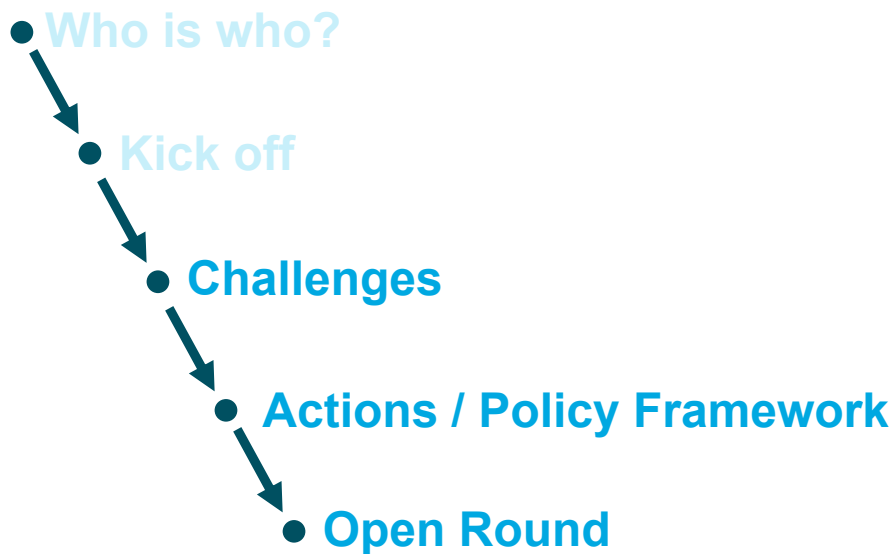 Who is who?
Kick off
Challenges
Actions / Policy Framework
Open Round